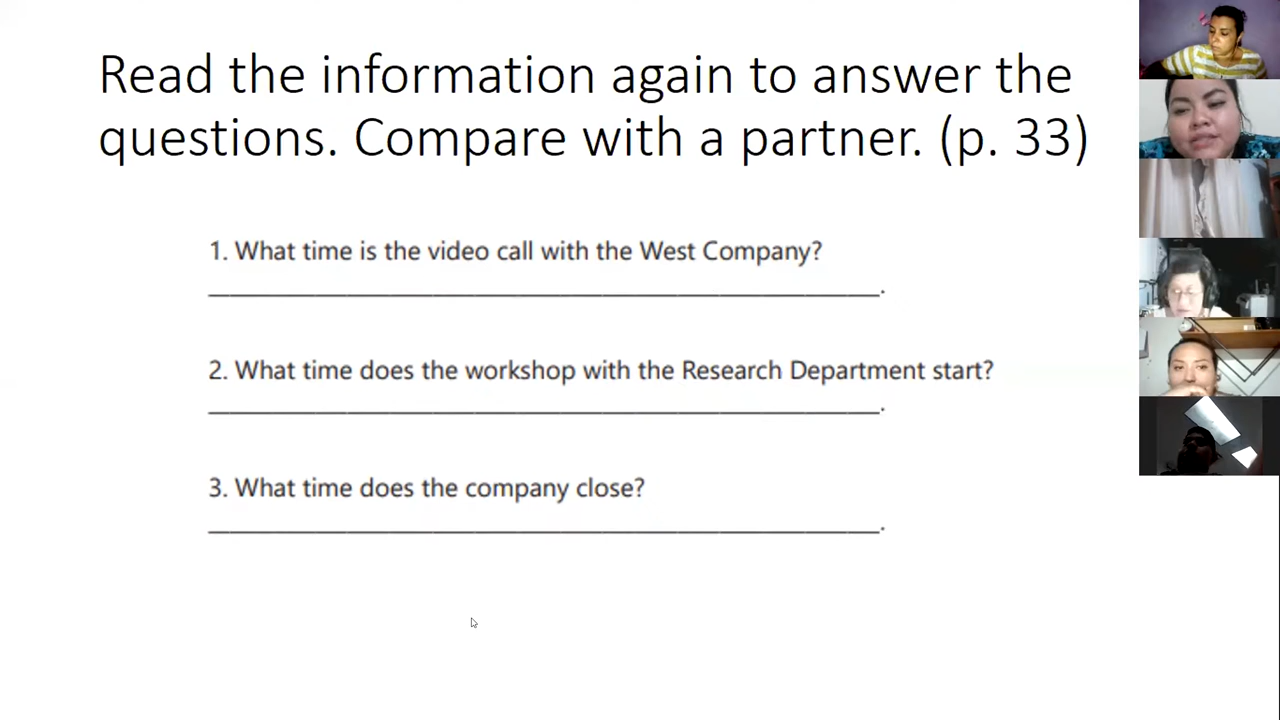 Read the information again to answer the
questions. Compare with a partner. (p. 33)
1. What time is the video call with the West Company?
.
2. What time does the workshop with the Research Department start?
.
3. What time does the company close?
.